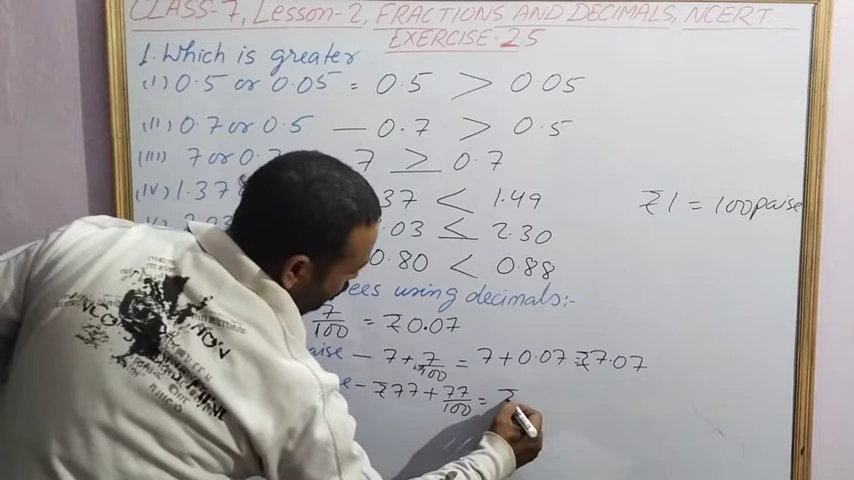 CLASS-7, Lesson-2, FRACTIONS AND DECIMALS, NCERT
EXERCISE-2.5
1. Which is greater
(i) 0.5 or 0.05 = 0.5 > 0.05
(ii) 0.7 or 0.5 — 0.7 > 0.5
(iii) 7 or 0.7 7 > 0.7
(iv) 1.37 37 < 1.49
.03 < 2.30
0.80 < 0.88
₹1 = 100 paise
ees using decimals:-
7/100 = ₹0.07
aise - 7 + 7/100 = 7 + 0.07 = ₹7.07
e - ₹77 + 77/100 = ₹